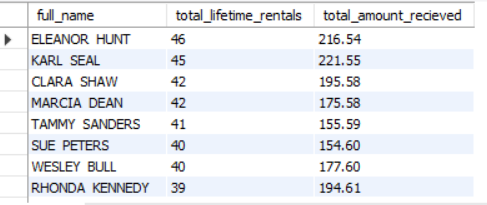 full_name total_lifetime_rentals total_amount_recieved
ELEANOR HUNT 46 216.54
KARL SEAL 45 221.55
CLARA SHAW 42 195.58
MARCIA DEAN 42 175.58
TAMMY SANDERS 41 155.59
SUE PETERS 40 154.60
WESLEY BULL 40 177.60
RHONDA KENNEDY 39 194.61